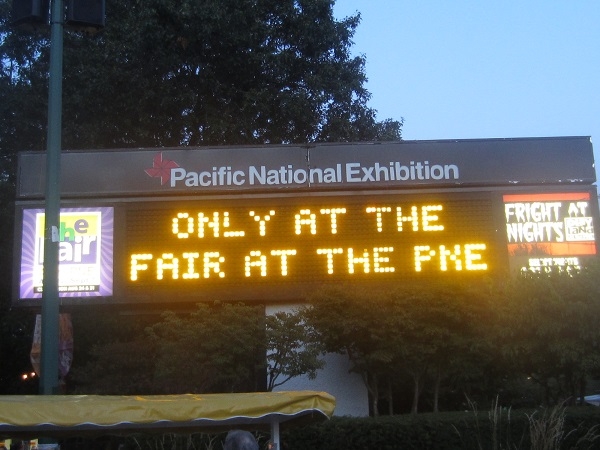 Pacific National Exhibition
ONLY AT THE
FAIR AT THE PNE
the
fair
FRIGHT AT
NIGHTS